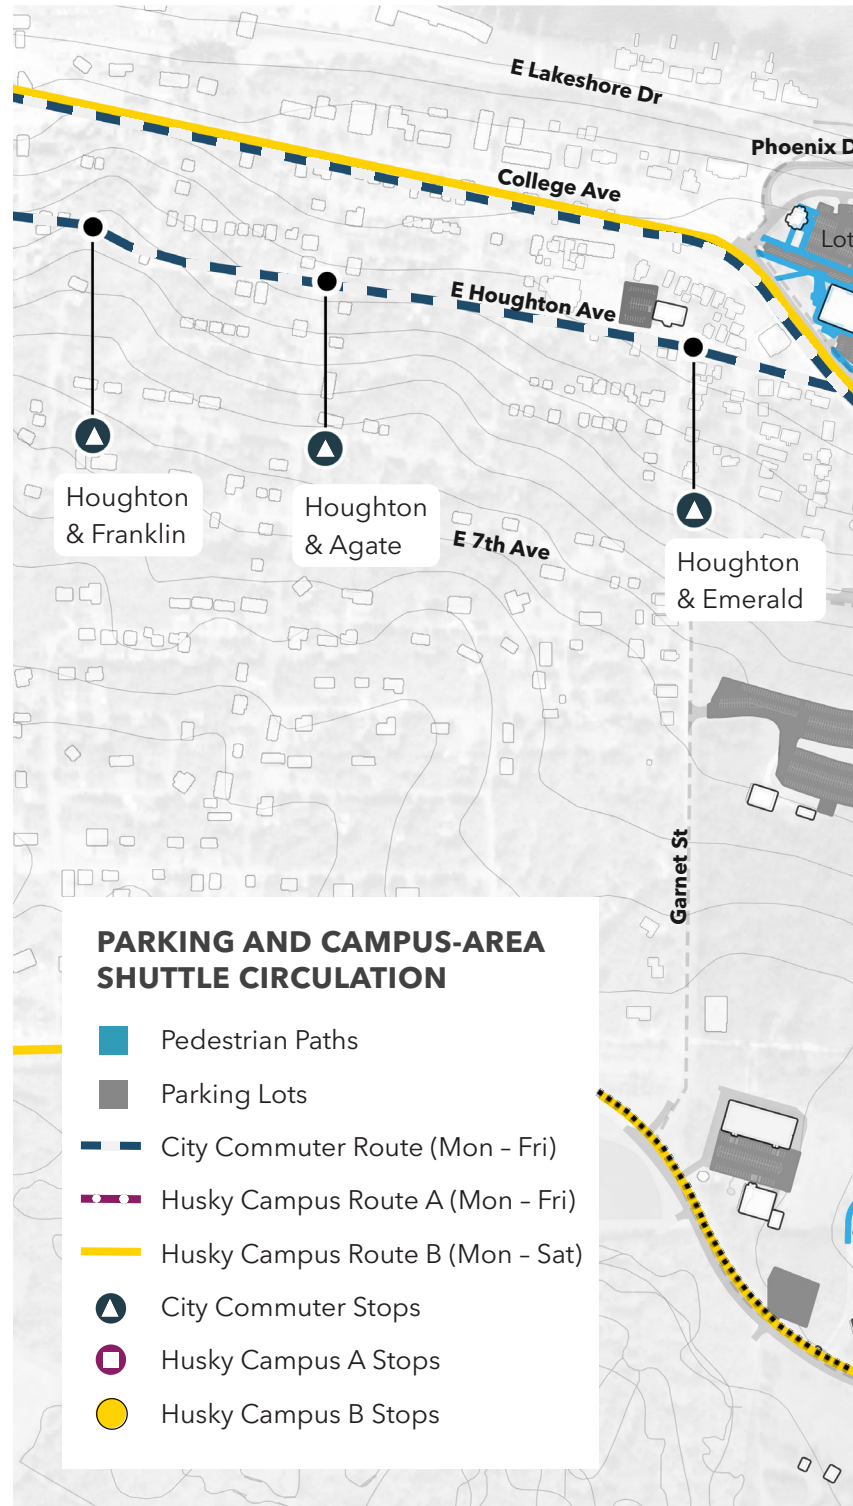 E Lakeshore Dr
Phoenix D
College Ave
Lot
E Houghton Ave
Houghton
& Franklin
Houghton
& Agate
E 7th Ave
Houghton
& Emerald
Garnet St
PARKING AND CAMPUS-AREA
SHUTTLE CIRCULATION
Pedestrian Paths
Parking Lots
City Commuter Route (Mon – Fri)
Husky Campus Route A (Mon – Fri)
Husky Campus Route B (Mon – Sat)
City Commuter Stops
Husky Campus A Stops
Husky Campus B Stops